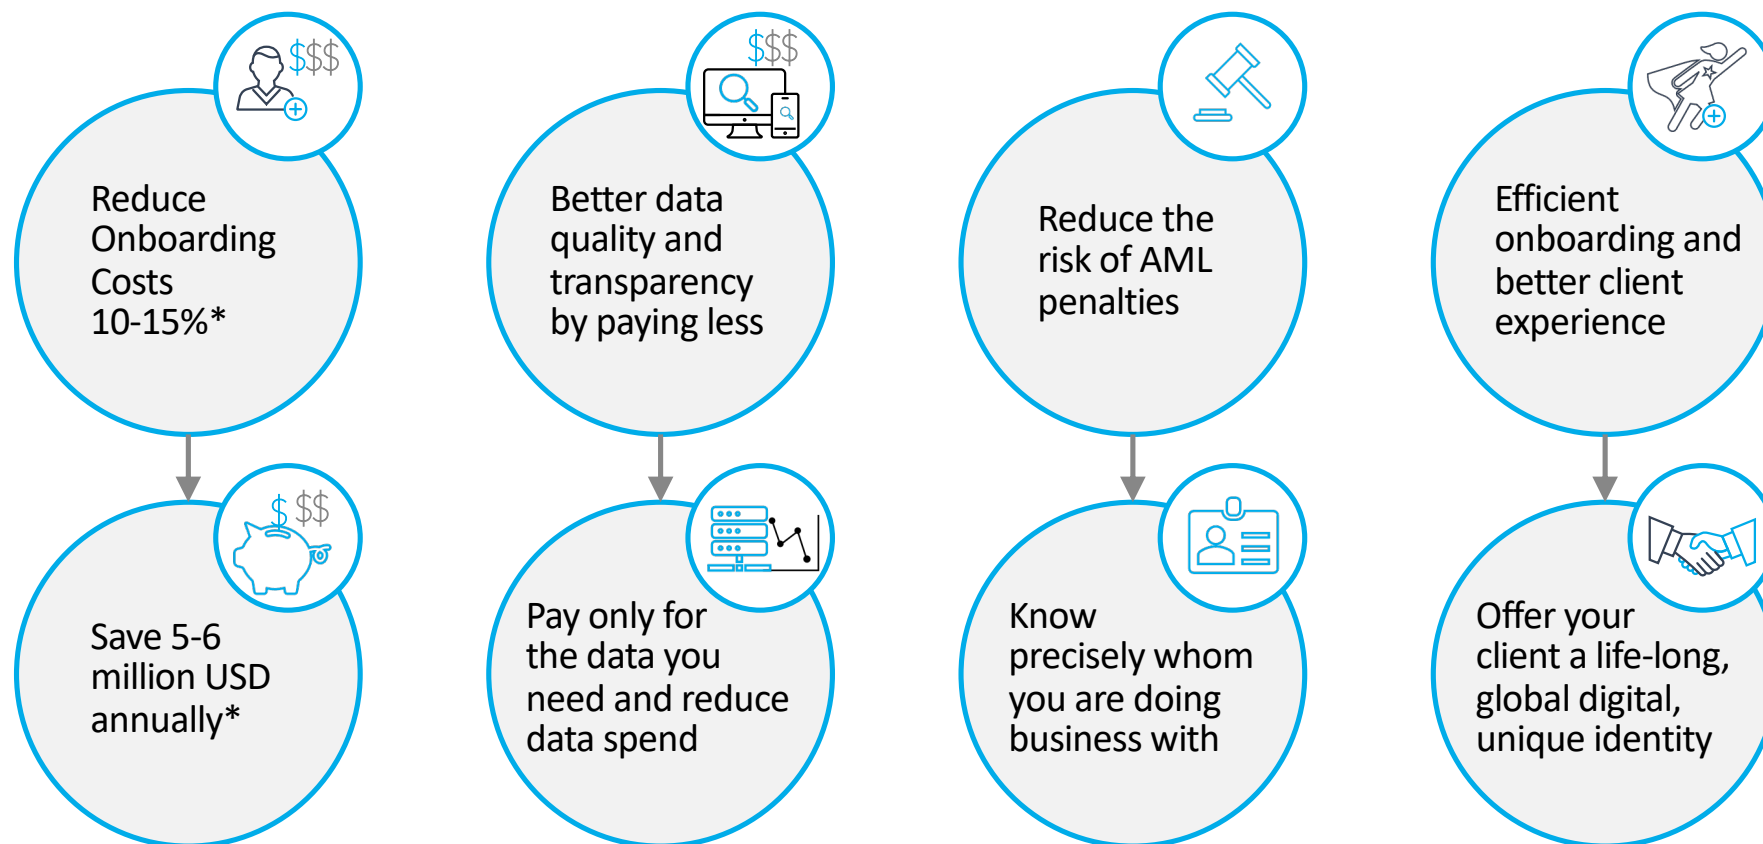 $$$
Reduce
Onboarding
Costs
10-15%*
$$$
Better data
quality and
transparency
by paying less
Reduce the
risk of AML
penalties
Efficient
onboarding and
better client
experience
$ $$
Save 5-6
million USD
annually*
Pay only for
the data you
need and reduce
data spend
Know
precisely whom
you are doing
business with
Offer your
client a life-long,
global digital,
unique identity